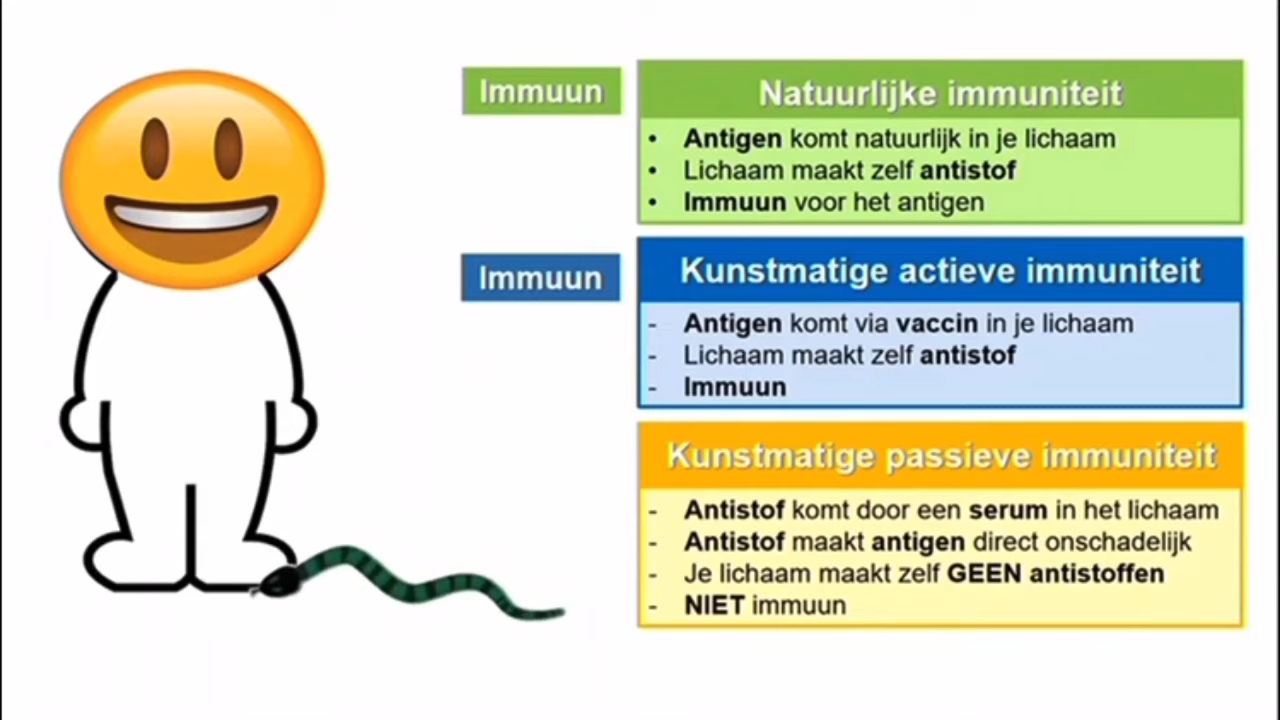 Immuun
Natuurlijke immuniteit
• Antigen komt natuurlijk in je lichaam
• Lichaam maakt zelf antistof
• Immuun voor het antigen
Immuun
Kunstmatige actieve immuniteit
- Antigen komt via vaccin in je lichaam
- Lichaam maakt zelf antistof
- Immuun
Kunstmatige passieve immuniteit
- Antistof komt door een serum in het lichaam
- Antistof maakt antigen direct onschadelijk
- Je lichaam maakt zelf GEEN antistoffen
- NIET immuun